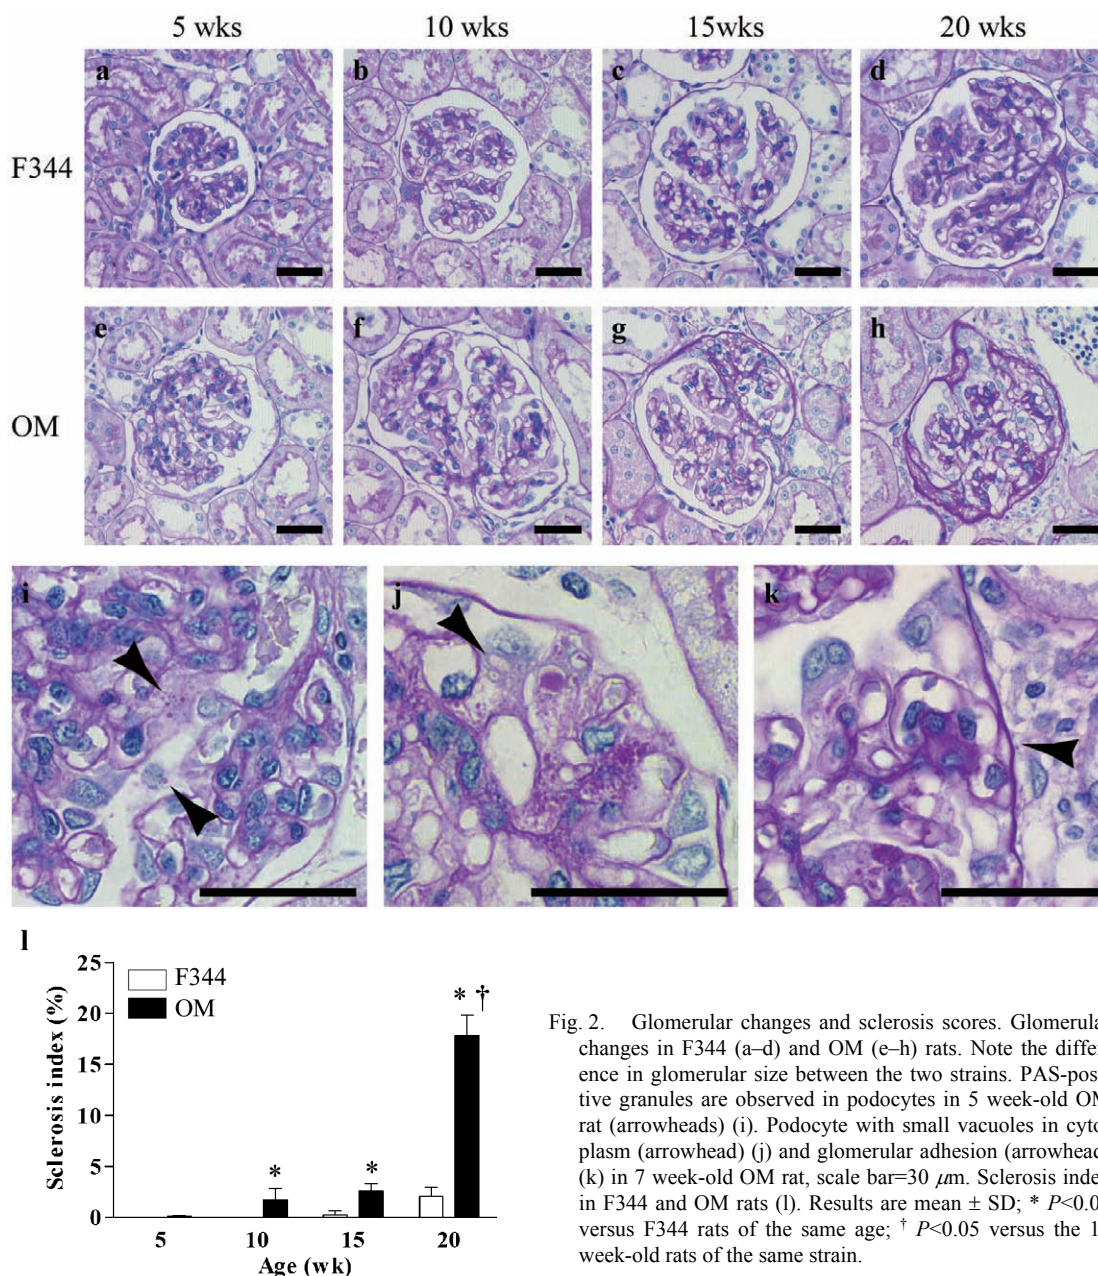 5 wks 10 wks 15wks 20 wks
a b c d
F344
e f g h
OM
i j k
l
25
20
15
10
5
0
Sclerosis index (%)
F344
OM
* * * †
5 10 15 20
Age (wk)
Fig. 2. Glomerular changes and sclerosis scores. Glomerula
changes in F344 (a–d) and OM (e–h) rats. Note the differ
ence in glomerular size between the two strains. PAS-pos
tive granules are observed in podocytes in 5 week-old OM
rat (arrowheads) (i). Podocyte with small vacuoles in cyto
plasm (arrowhead) (j) and glomerular adhesion (arrowhead
(k) in 7 week-old OM rat, scale bar=30 μm. Sclerosis inde
in F344 and OM rats (l). Results are mean ± SD; * P<0.0
versus F344 rats of the same age; † P<0.05 versus the 1
week-old rats of the same strain.